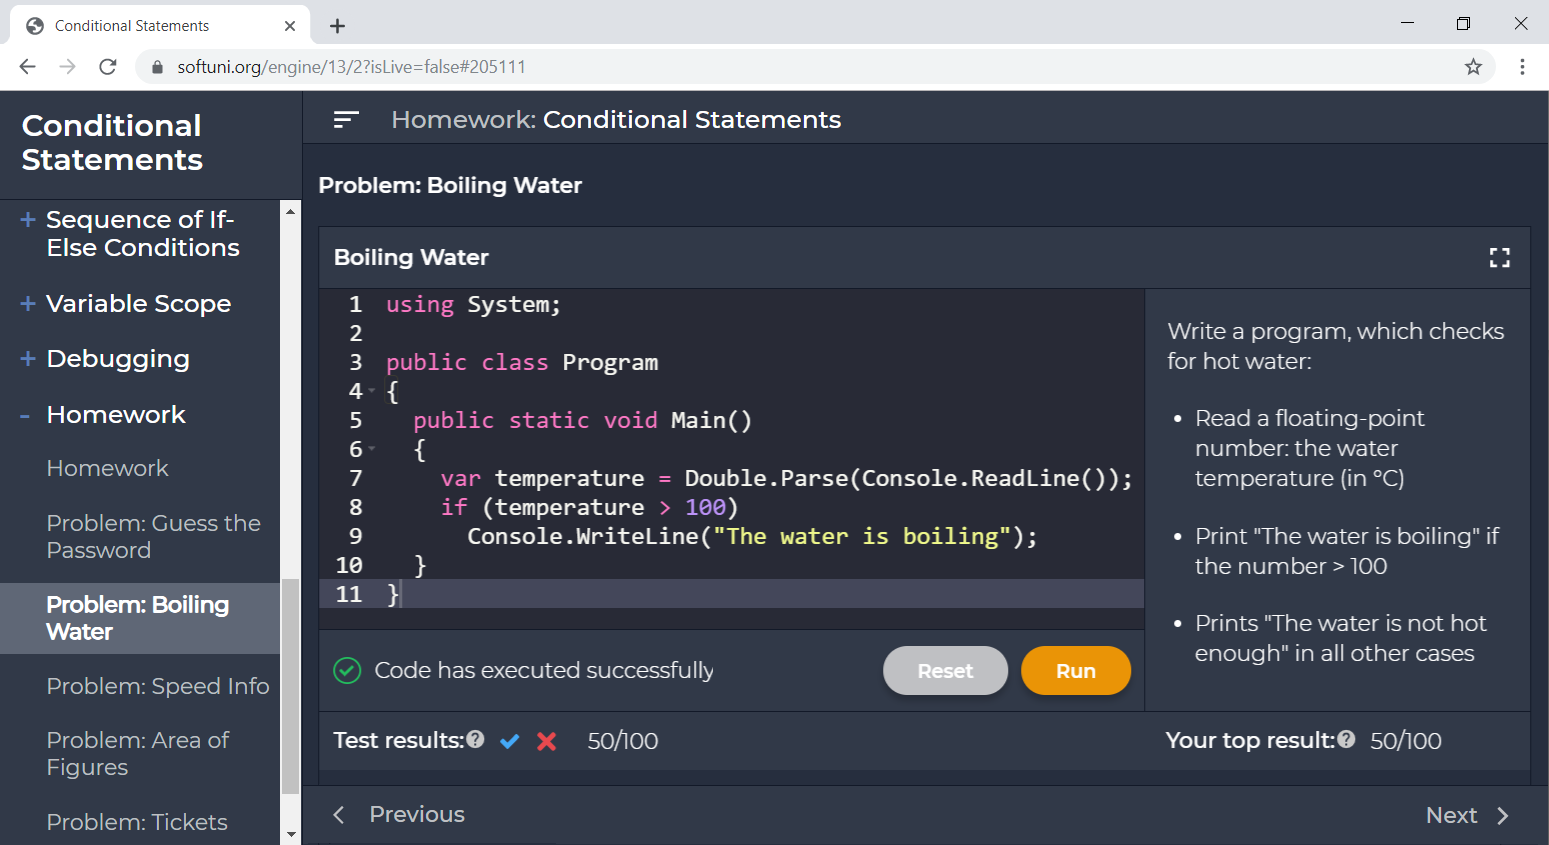 Conditional Statements
softuni.org/engine/13/2?isLive=false#205111
Conditional
Statements
+ Sequence of If-
Else Conditions
+ Variable Scope
+ Debugging
- Homework
Homework
Problem: Guess the
Password
Problem: Boiling
Water
Problem: Speed Info
Problem: Area of
Figures
Problem: Tickets
Homework: Conditional Statements
Problem: Boiling Water
Boiling Water
1 using System;
2
3 public class Program
4 {
5 public static void Main()
6 {
7 var temperature = Double.Parse(Console.ReadLine());
8 if (temperature > 100)
9 Console.WriteLine("The water is boiling");
10 }
11 }
Write a program, which checks
for hot water:
• Read a floating-point
number: the water
temperature (in °C)
• Print "The water is boiling" if
the number > 100
• Prints "The water is not hot
enough" in all other cases
Code has executed successfully
Reset
Run
Test results: 50/100
Your top result: 50/100
Previous
Next